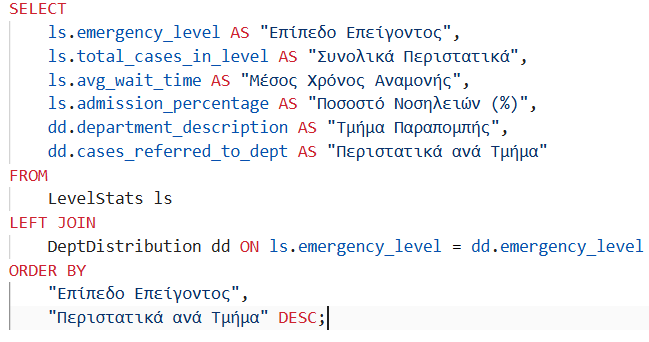 SELECT
ls.emergency_level AS "Επίπεδο Επείγοντος",
ls.total_cases_in_level AS "Συνολικά Περιστατικά",
ls.avg_wait_time AS "Μέσος Χρόνος Αναμονής",
ls.admission_percentage AS "Ποσοστό Νοσηλειών (%)",
dd.department_description AS "Τμήμα Παραπομπής",
dd.cases_referred_to_dept AS "Περιστατικά ανά Τμήμα"
FROM
LevelStats ls
LEFT JOIN
DeptDistribution dd ON ls.emergency_level = dd.emergency_level
ORDER BY
"Επίπεδο Επείγοντος",
"Περιστατικά ανά Τμήμα" DESC;